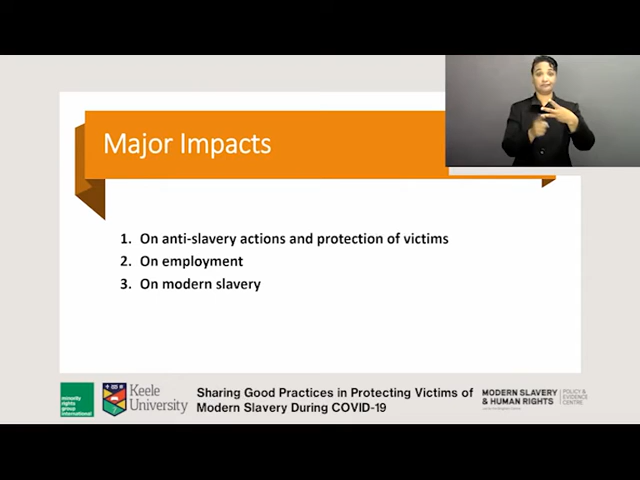 Major Impacts
1. On anti-slavery actions and protection of victims
2. On employment
3. On modern slavery
minority
rights
group
international
Keele
University
Sharing Good Practices in Protecting Victims of
Modern Slavery During COVID-19
MODERN SLAVERY
& HUMAN RIGHTS
POLICY &
EVIDENCE
CENTRE